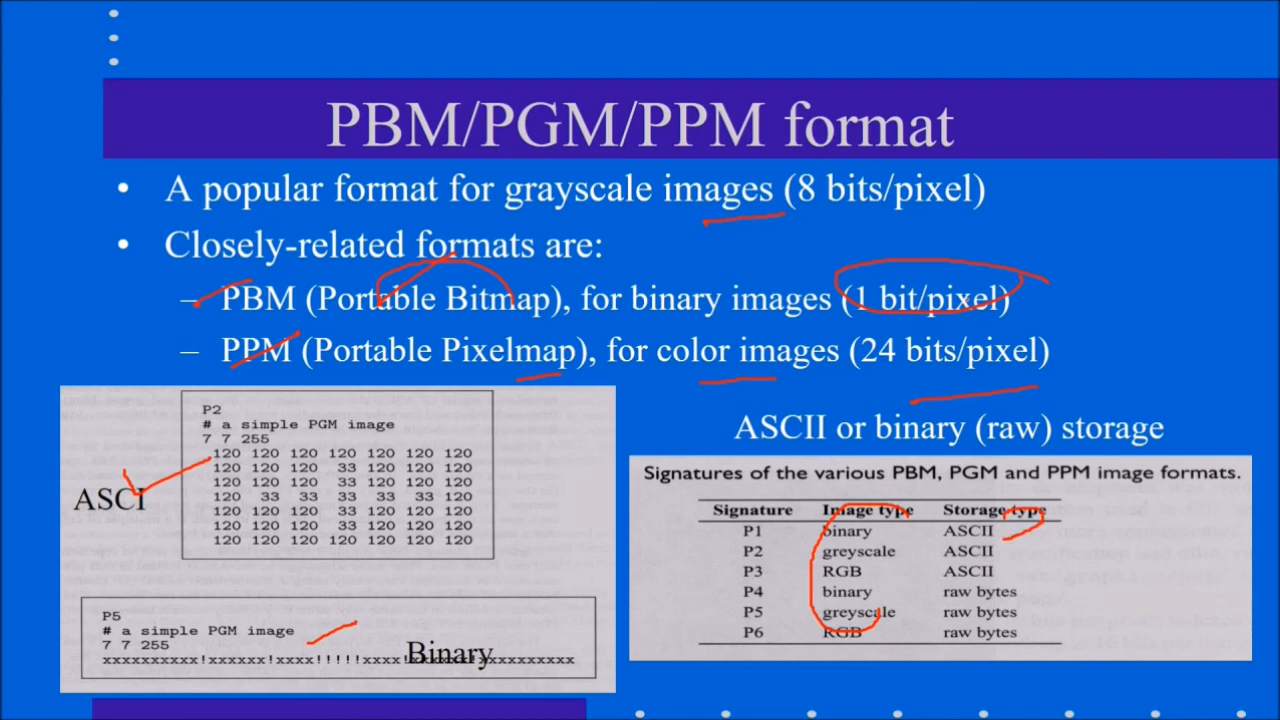 PBM/PGM/PPM format
• A popular format for grayscale images (8 bits/pixel)
• Closely-related formats are:
– PBM (Portable Bitmap), for binary images (1 bit/pixel)
– PPM (Portable Pixelmap), for color images (24 bits/pixel)
P2
# a simple PGM image
7 7 255
120 120 120 120 120 120 120
120 120 120 33 120 120 120
120 120 120 33 120 120 120
120 33 33 33 33 33 120
120 120 120 33 120 120 120
120 120 120 33 120 120 120
120 120 120 120 120 120 120
ASCI
P5
# a simple PGM image
7 7 255
xxxxxxxxxx!xxxxxx!xxxx!!!!!xxxx!
Binary
ASCII or binary (raw) storage
Signatures of the various PBM, PGM and PPM image formats.
Signature Image type Storage type
P1 binary ASCII
P2 greyscale ASCII
P3 RGB ASCII
P4 binary raw bytes
P5 greyscale raw bytes
P6 RGB raw bytes